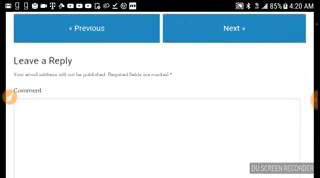 85% 4:20 AM
« Previous
Next »
Leave a Reply
Your email address will not be published. Required fields are marked *
Comment
DU SCREEN RECORDER